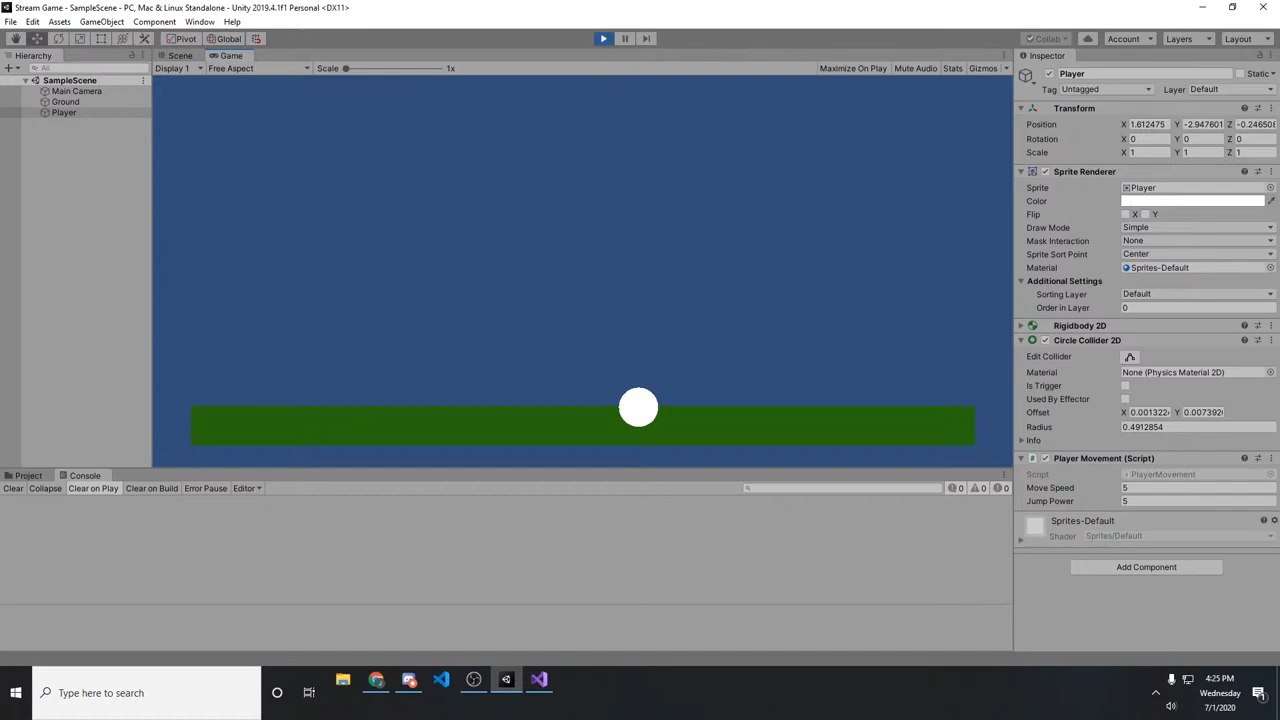 Stream Game - SampleScene - PC, Mac & Linux Standalone - Unity 2019.4.1f1 Personal <DX11>
File Edit Assets GameObject Component Window Help
Pivot Global Collab Account Layers Layout
Hierarchy Scene Game Inspector
All Display 1 Free Aspect Scale 1x Maximize On Play Mute Audio Stats Gizmos
Player Static
SampleScene
Main Camera
Ground
Player
Tag Untagged Layer Default
Transform
Position X 1.612475 Y -2.947601 Z -0.246508
Rotation X 0 Y 0 Z 0
Scale X 1 Y 1 Z 1
Sprite Renderer
Sprite Player
Color
Flip X Y
Draw Mode Simple
Mask Interaction None
Sprite Sort Point Center
Material Sprites-Default
Additional Settings
Sorting Layer Default
Order in Layer 0
Rigidbody 2D
Circle Collider 2D
Edit Collider
Material None (Physics Material 2D)
Is Trigger
Used By Effector
Offset X 0.001322 Y 0.007392
Radius 0.4912854
Info
Player Movement (Script)
Script PlayerMovement
Move Speed 5
Jump Power 5
Sprites-Default
Shader Sprites/Default
Add Component
Project Console
Clear Collapse Clear on Play Clear on Build Error Pause Editor 0 0 0
Type here to search
4:25 PM
Wednesday
7/1/2020
1